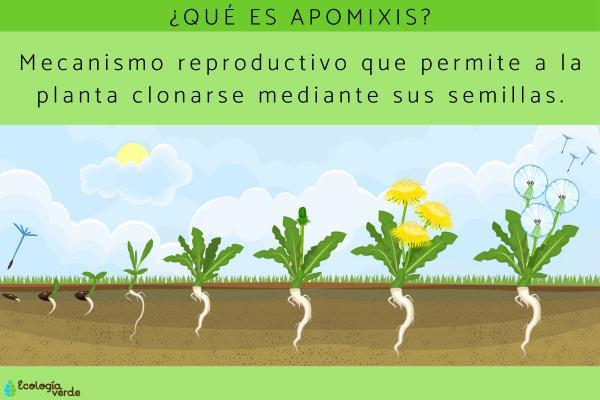 ¿QUÉ ES APOMIXIS?
Mecanismo reproductivo que permite a la
planta clonarse mediante sus semillas.
Ecología
verde